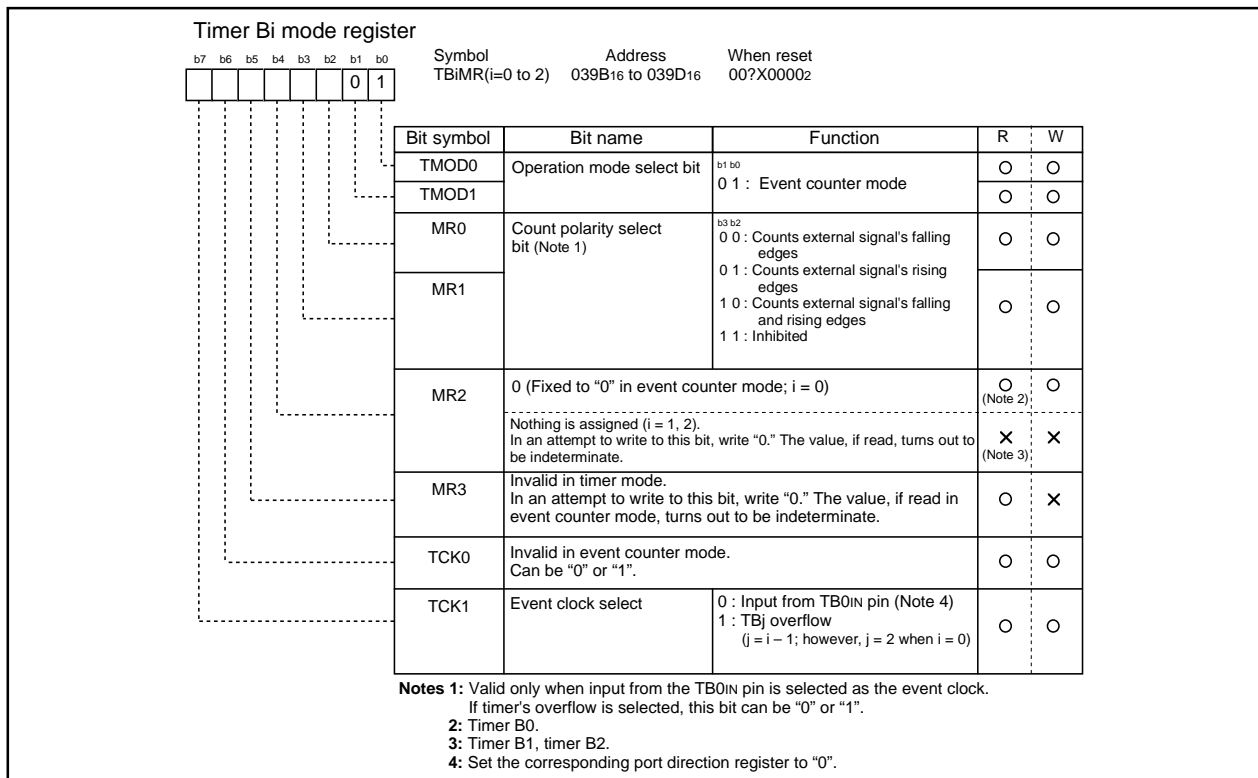 Timer Bi mode register
b7 b6 b5 b4 b3 b2 b1 b0
0 1
Symbol Address When reset
TBiMR(i=0 to 2) 039B16 to 039D16 00?X00002
Bit symbol Bit name Function R W
TMOD0 Operation mode select bit b1 b0
0 1 : Event counter mode
TMOD1
MR0 Count polarity select
bit (Note 1)
b3 b2
0 0 : Counts external signal's falling
edges
0 1 : Counts external signal's rising
edges
MR1
1 0 : Counts external signal's falling
and rising edges
1 1 : Inhibited
MR2 0 (Fixed to “0” in event counter mode; i = 0)
(Note 2)
Nothing is assigned (i = 1, 2).
In an attempt to write to this bit, write “0.” The value, if read, turns out to
be indeterminate.
(Note 3)
MR3 Invalid in timer mode.
In an attempt to write to this bit, write “0.” The value, if read in
event counter mode, turns out to be indeterminate.
TCK0 Invalid in event counter mode.
Can be “0” or “1”.
TCK1 Event clock select 0 : Input from TB0IN pin (Note 4)
1 : TBj overflow
(j = i – 1; however, j = 2 when i = 0)
Notes 1: Valid only when input from the TB0IN pin is selected as the event clock.
If timer's overflow is selected, this bit can be “0” or “1”.
2: Timer B0.
3: Timer B1, timer B2.
4: Set the corresponding port direction register to “0”.